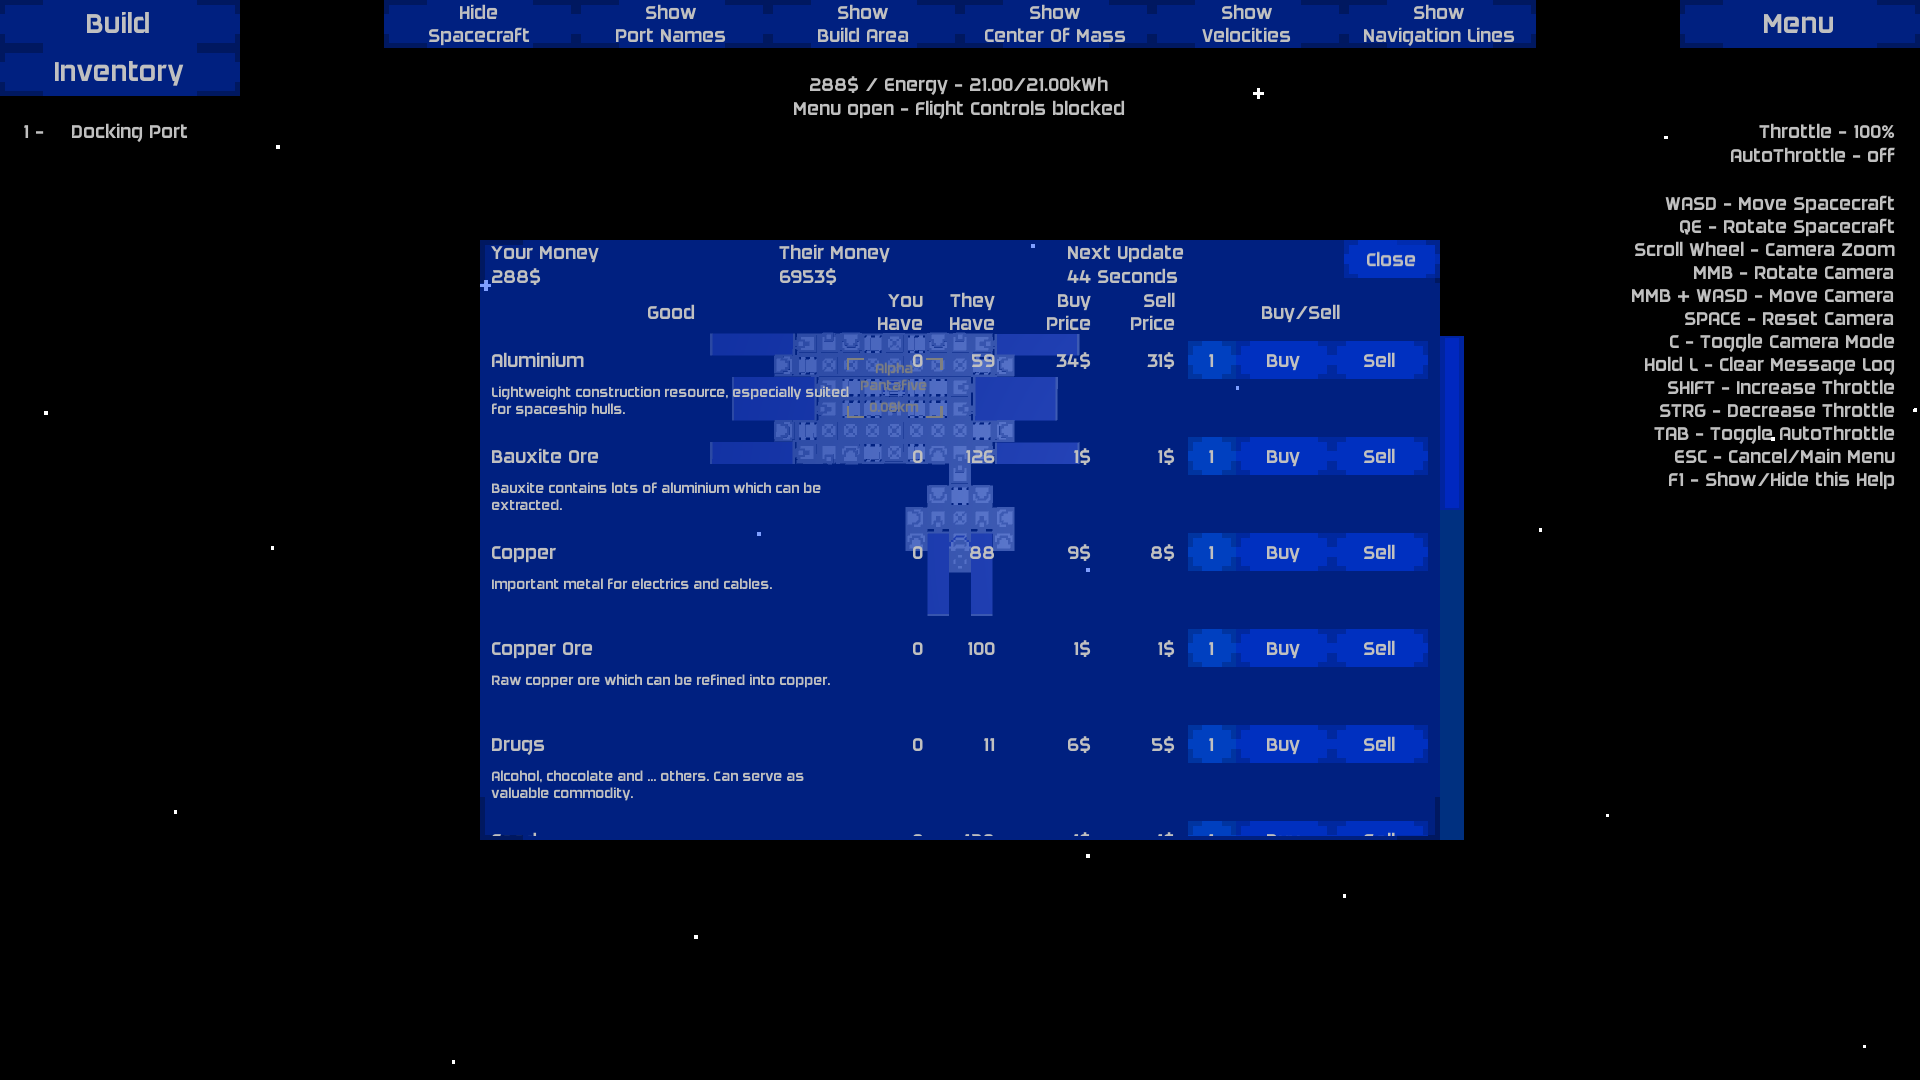 Build
Inventory
Hide
Spacecraft
Show
Port Names
Show
Build Area
Show
Center Of Mass
Show
Velocities
Show
Navigation Lines
Menu
288$ / Energy - 21.00/21.00kWh
Menu open - Flight Controls blocked
1 - Docking Port
Throttle - 100%
AutoThrottle - off
WASD - Move Spacecraft
QE - Rotate Spacecraft
Scroll Wheel - Camera Zoom
MMB - Rotate Camera
MMB + WASD - Move Camera
SPACE - Reset Camera
C - Toggle Camera Mode
Hold L - Clear Message Log
SHIFT - Increase Throttle
STRG - Decrease Throttle
TAB - Toggle AutoThrottle
ESC - Cancel/Main Menu
F1 - Show/Hide this Help
Your Money
288$
Their Money
6953$
Next Update
44 Seconds
Close
Good
You
Have
They
Have
Buy
Price
Sell
Price
Buy/Sell
Aluminium 0 59 34$ 31$ 1 Buy Sell
Lightweight construction resource, especially suited
for spaceship hulls.
Alpha
Pantafive
0.08km
Bauxite Ore 0 126 1$ 1$ 1 Buy Sell
Bauxite contains lots of aluminium which can be
extracted.
Copper 0 88 9$ 8$ 1 Buy Sell
Important metal for electrics and cables.
Copper Ore 0 100 1$ 1$ 1 Buy Sell
Raw copper ore which can be refined into copper.
Drugs 0 11 6$ 5$ 1 Buy Sell
Alcohol, chocolate and ... others. Can serve as
valuable commodity.